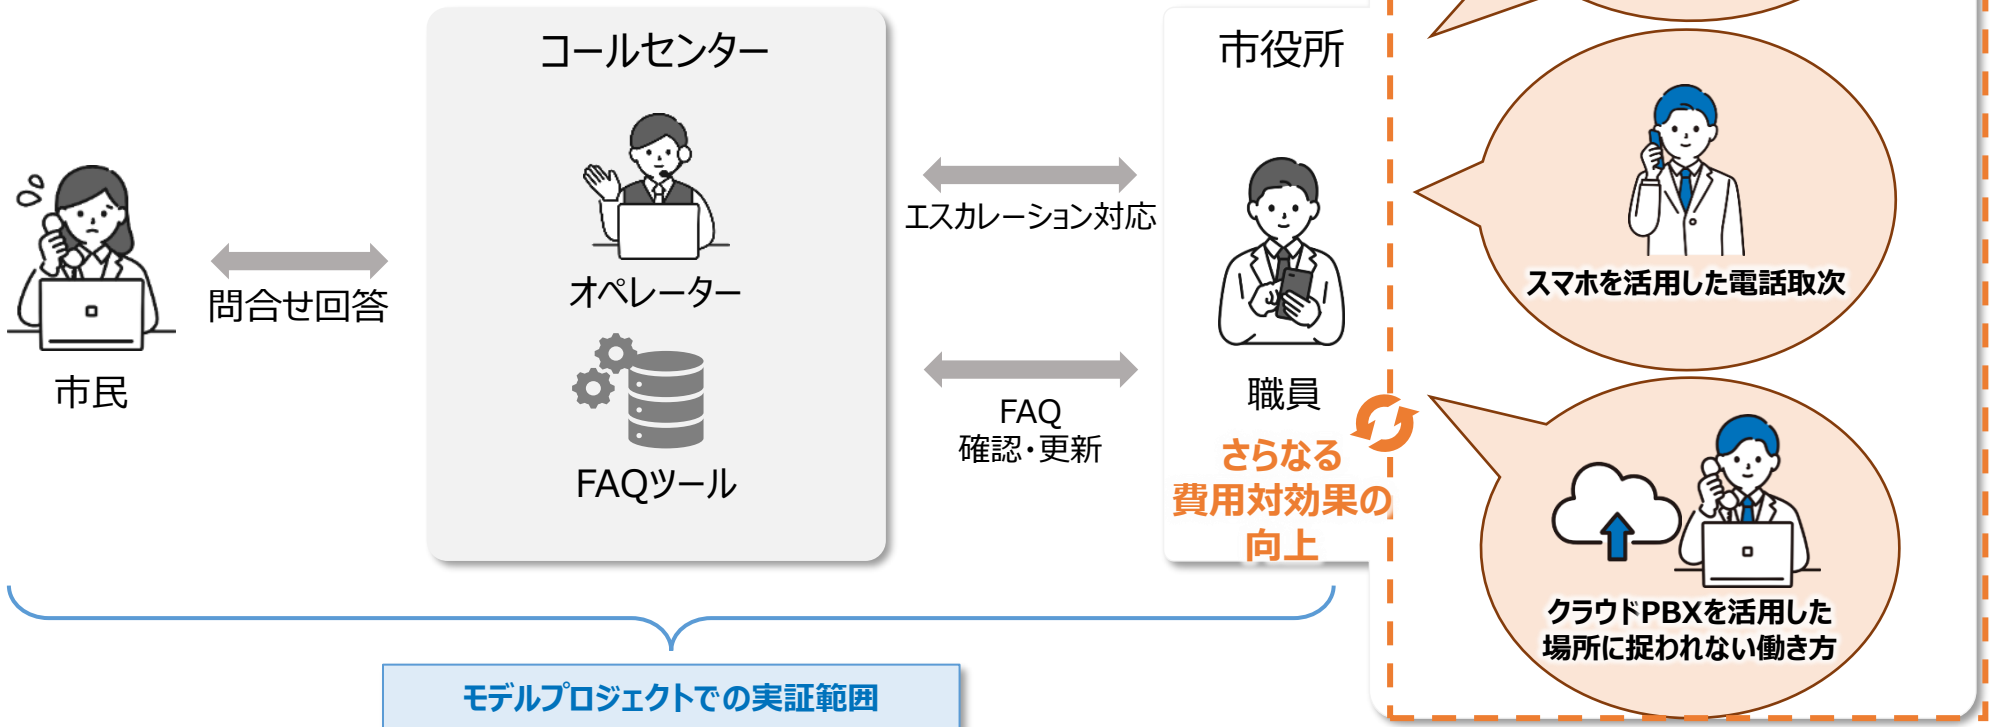 コールセンター
市役所
エスカレーション対応
オペレーター
スマホを活用した電話取次
問合せ回答
市民
職員
FAQ
確認・更新
FAQツール
さらなる
費用対効果の
向上
クラウドPBXを活用した
場所に捉われない働き方
モデルプロジェクトでの実証範囲